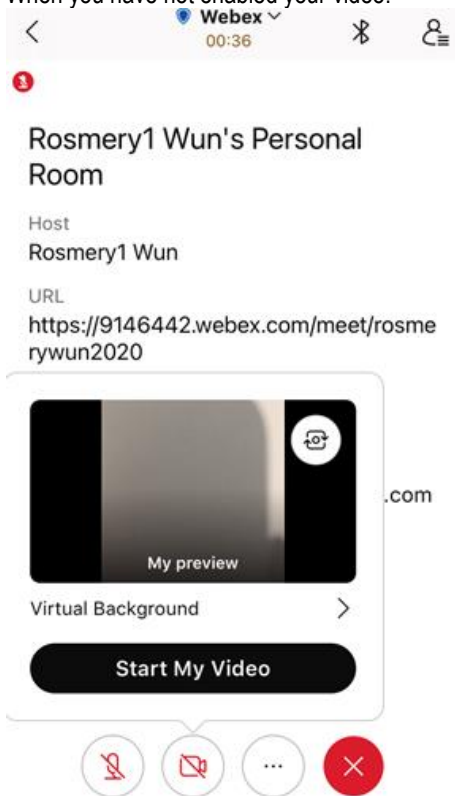 When you have not enabled your video:
Webex
00:36
Rosmery1 Wun's Personal
Room
Host
Rosmery1 Wun
URL
https://9146442.webex.com/meet/rosme
rywun2020
.com
My preview
Virtual Background
Start My Video